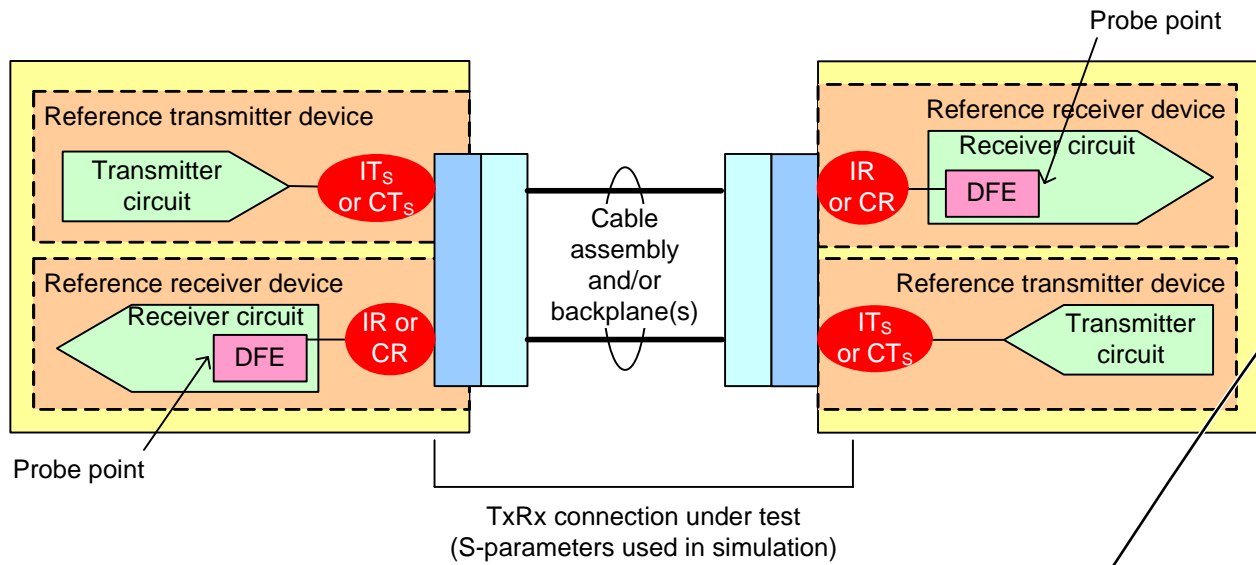 Probe point
Reference transmitter device
Transmitter
circuit
ITS
or CTS
Reference receiver device
Receiver circuit
DFE
IR or
CR
Probe point
Cable
assembly
and/or
backplane(s)
Reference receiver device
Receiver circuit
IR
or CR
DFE
Reference transmitter device
ITS
or CTS
Transmitter
circuit
TxRx connection under test
(S-parameters used in simulation)